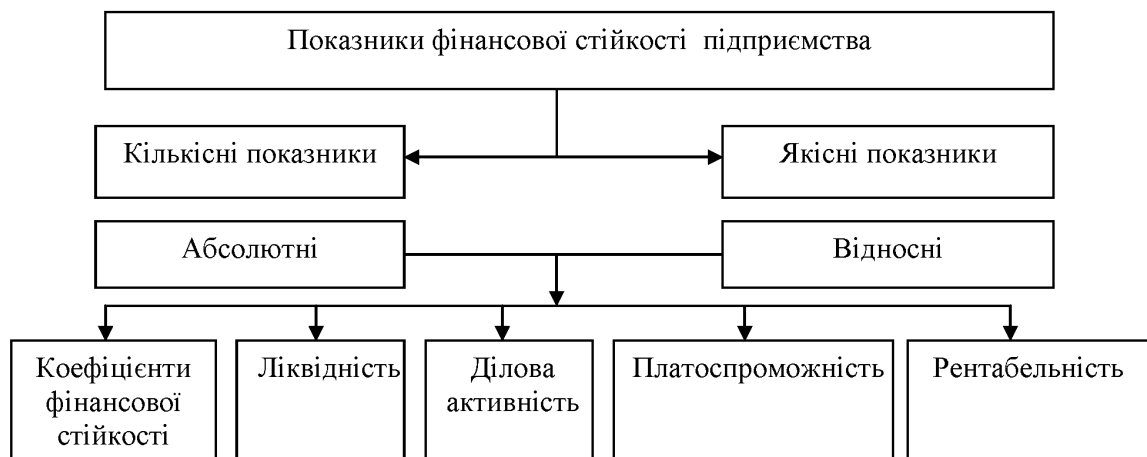 Показники фінансової стійкості підприємства
Кількісні показники
Якісні показники
Абсолютні
Відносні
Коефіцієнти
фінансової
стійкості
Ліквідність
Ділова
активність
Платоспроможність
Рентабельність